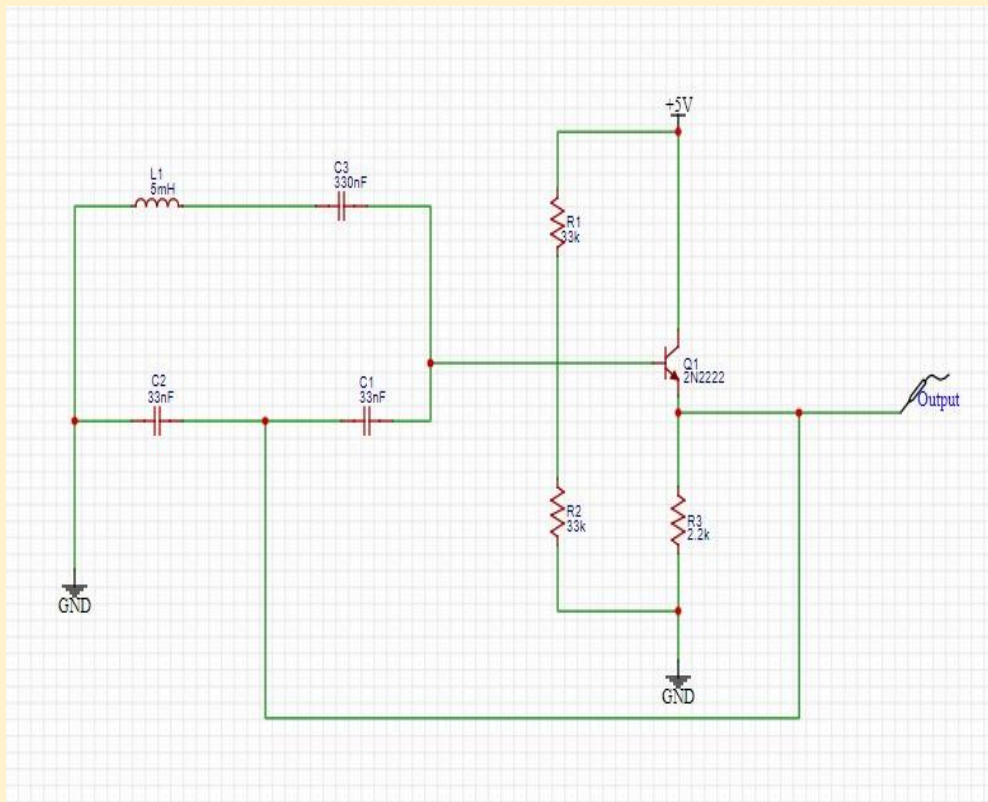 +5V
L1
5mH
C3
330nF
R1
33k
Q1
2N2222
C2
33nF
C1
33nF
Output
R2
33k
R3
2.2k
GND
GND